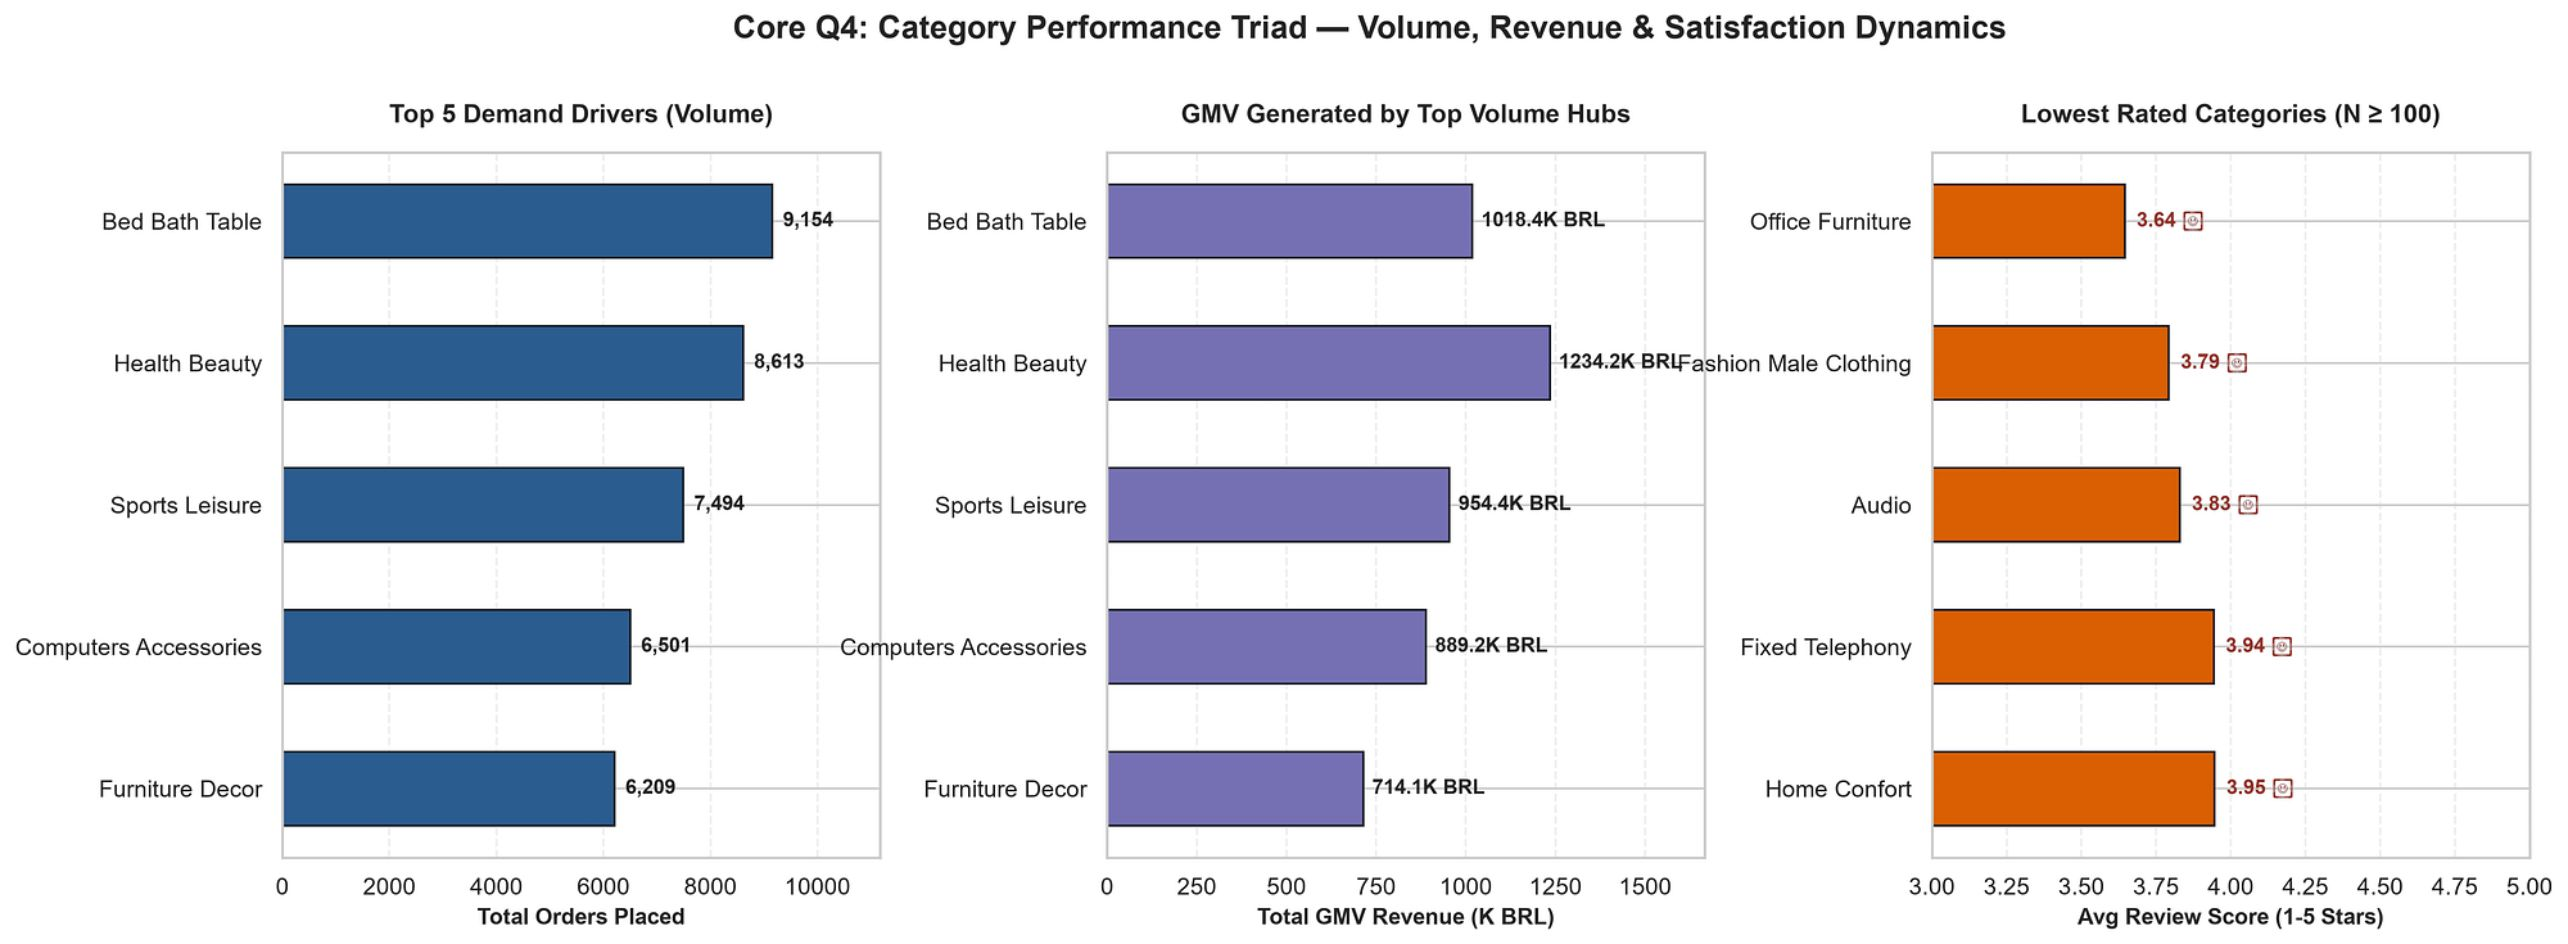 Core Q4: Category Performance Triad — Volume, Revenue & Satisfaction Dynamics
Top 5 Demand Drivers (Volume)
Bed Bath Table
9,154
Health Beauty
8,613
Sports Leisure
7,494
Computers Accessories
6,501
Furniture Decor
6,209
0 2000 4000 6000 8000 10000
Total Orders Placed
GMV Generated by Top Volume Hubs
Bed Bath Table
1018.4K BRL
Health Beauty
1234.2K BRL
Sports Leisure
954.4K BRL
Computers Accessories
889.2K BRL
Furniture Decor
714.1K BRL
0 250 500 750 1000 1250 1500
Total GMV Revenue (K BRL)
Lowest Rated Categories (N ≥ 100)
Office Furniture
3.64
Fashion Male Clothing
3.79
Audio
3.83
Fixed Telephony
3.94
Home Confort
3.95
3.00 3.25 3.50 3.75 4.00 4.25 4.50 4.75 5.00
Avg Review Score (1-5 Stars)